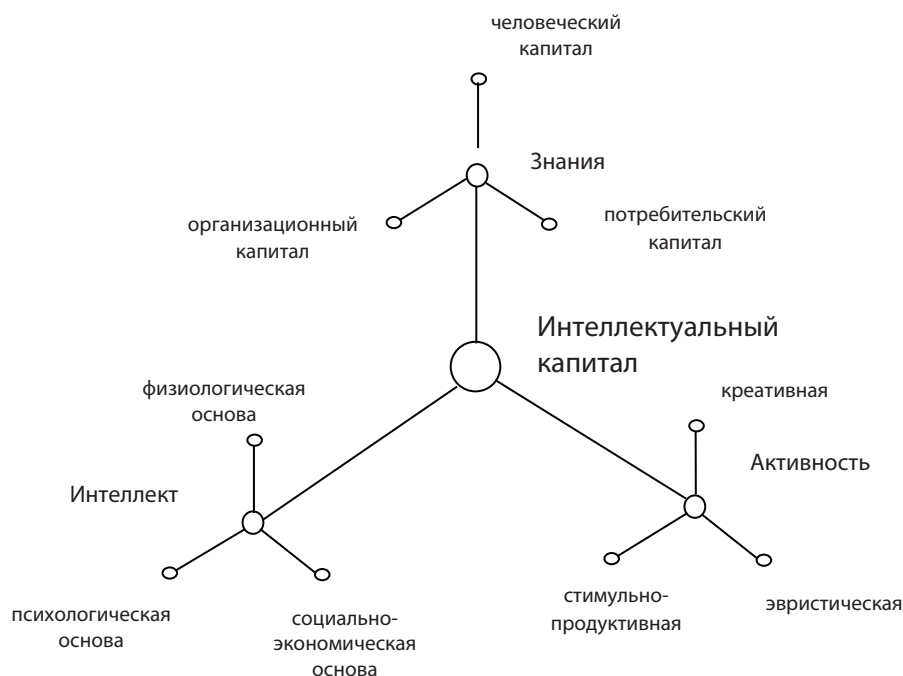 человеческий
капитал
Знания
организационный
капитал
потребительский
капитал
Интеллектуальный
капитал
физиологическая
основа
креативная
Интеллект
Активность
психологическая
основа
социально-
экономическая
основа
стимульно-
продуктивная
эвристическая